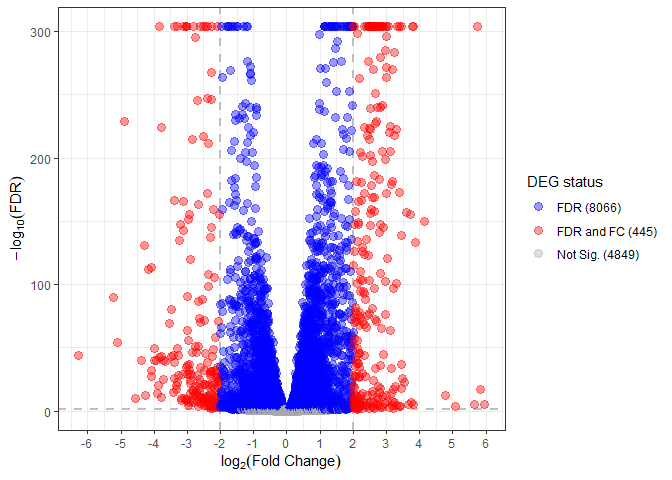 300
200
100
0
−log₁₀(FDR)
-6 -5 -4 -3 -2 -1 0 1 2 3 4 5 6
log₂(Fold Change)
DEG status
FDR (8066)
FDR and FC (445)
Not Sig. (4849)